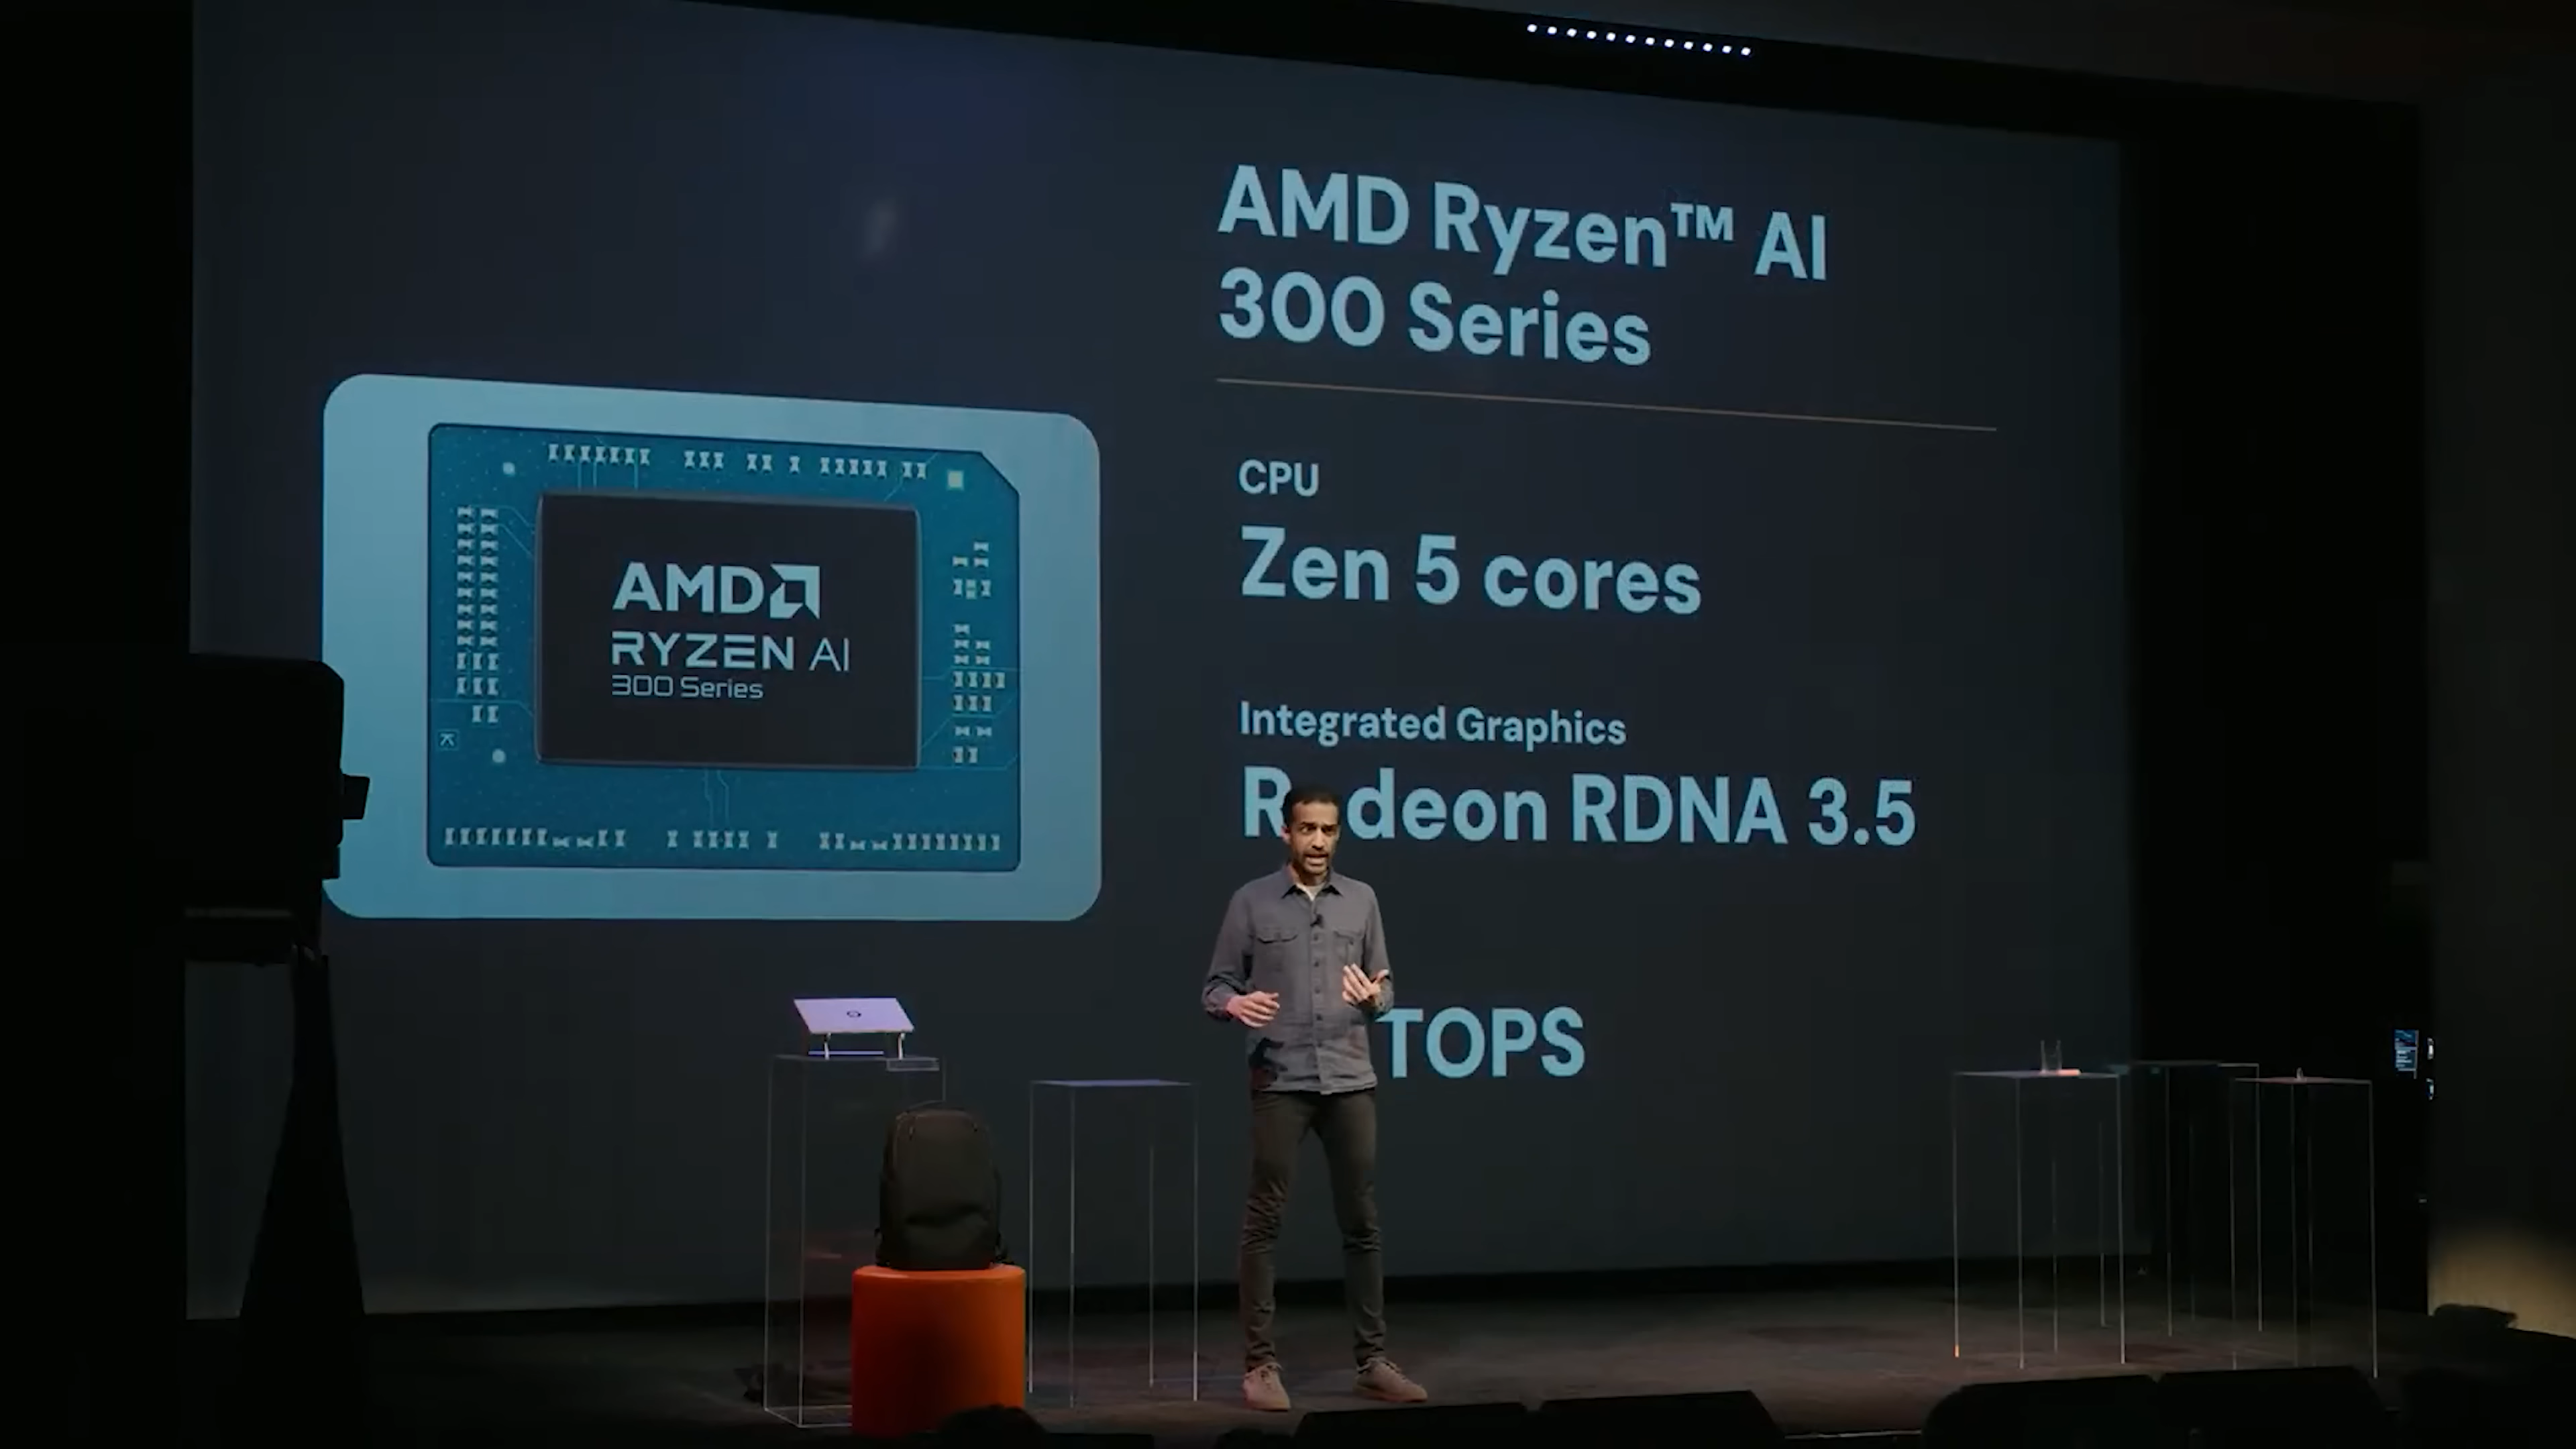 AMD Ryzen™ AI
300 Series
CPU
Zen 5 cores
Integrated Graphics
Radeon RDNA 3.5
TOPS
AMD
RYZEN AI
300 Series